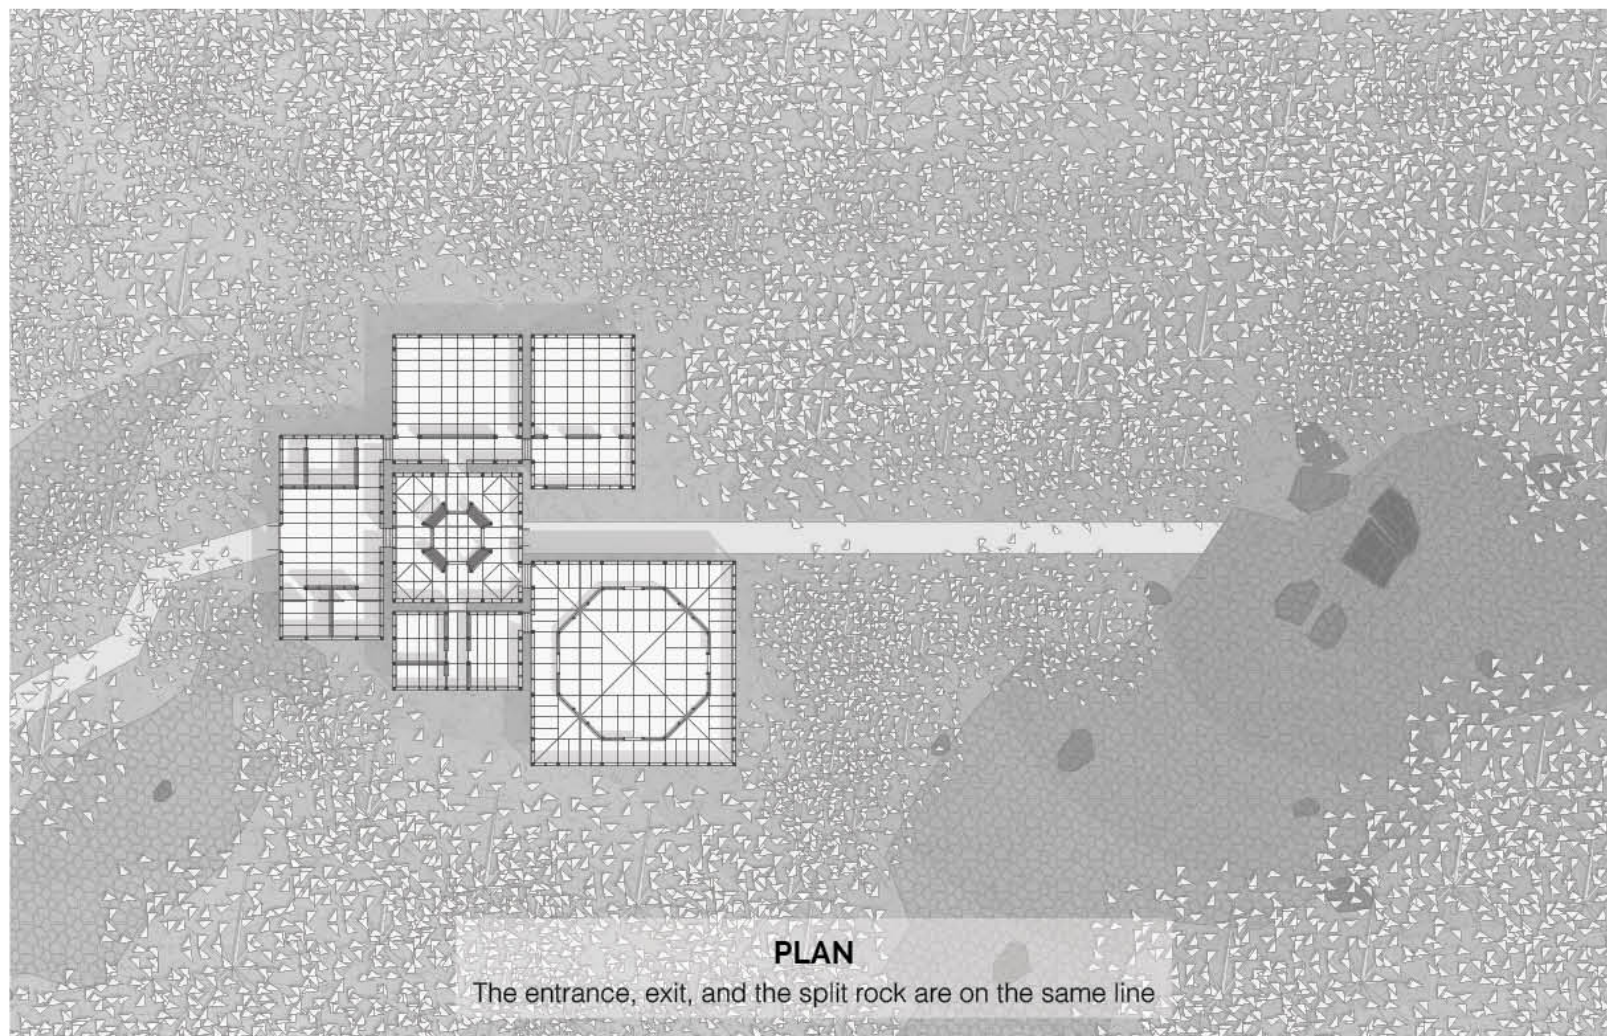 PLAN
The entrance, exit, and the split rock are on the same line